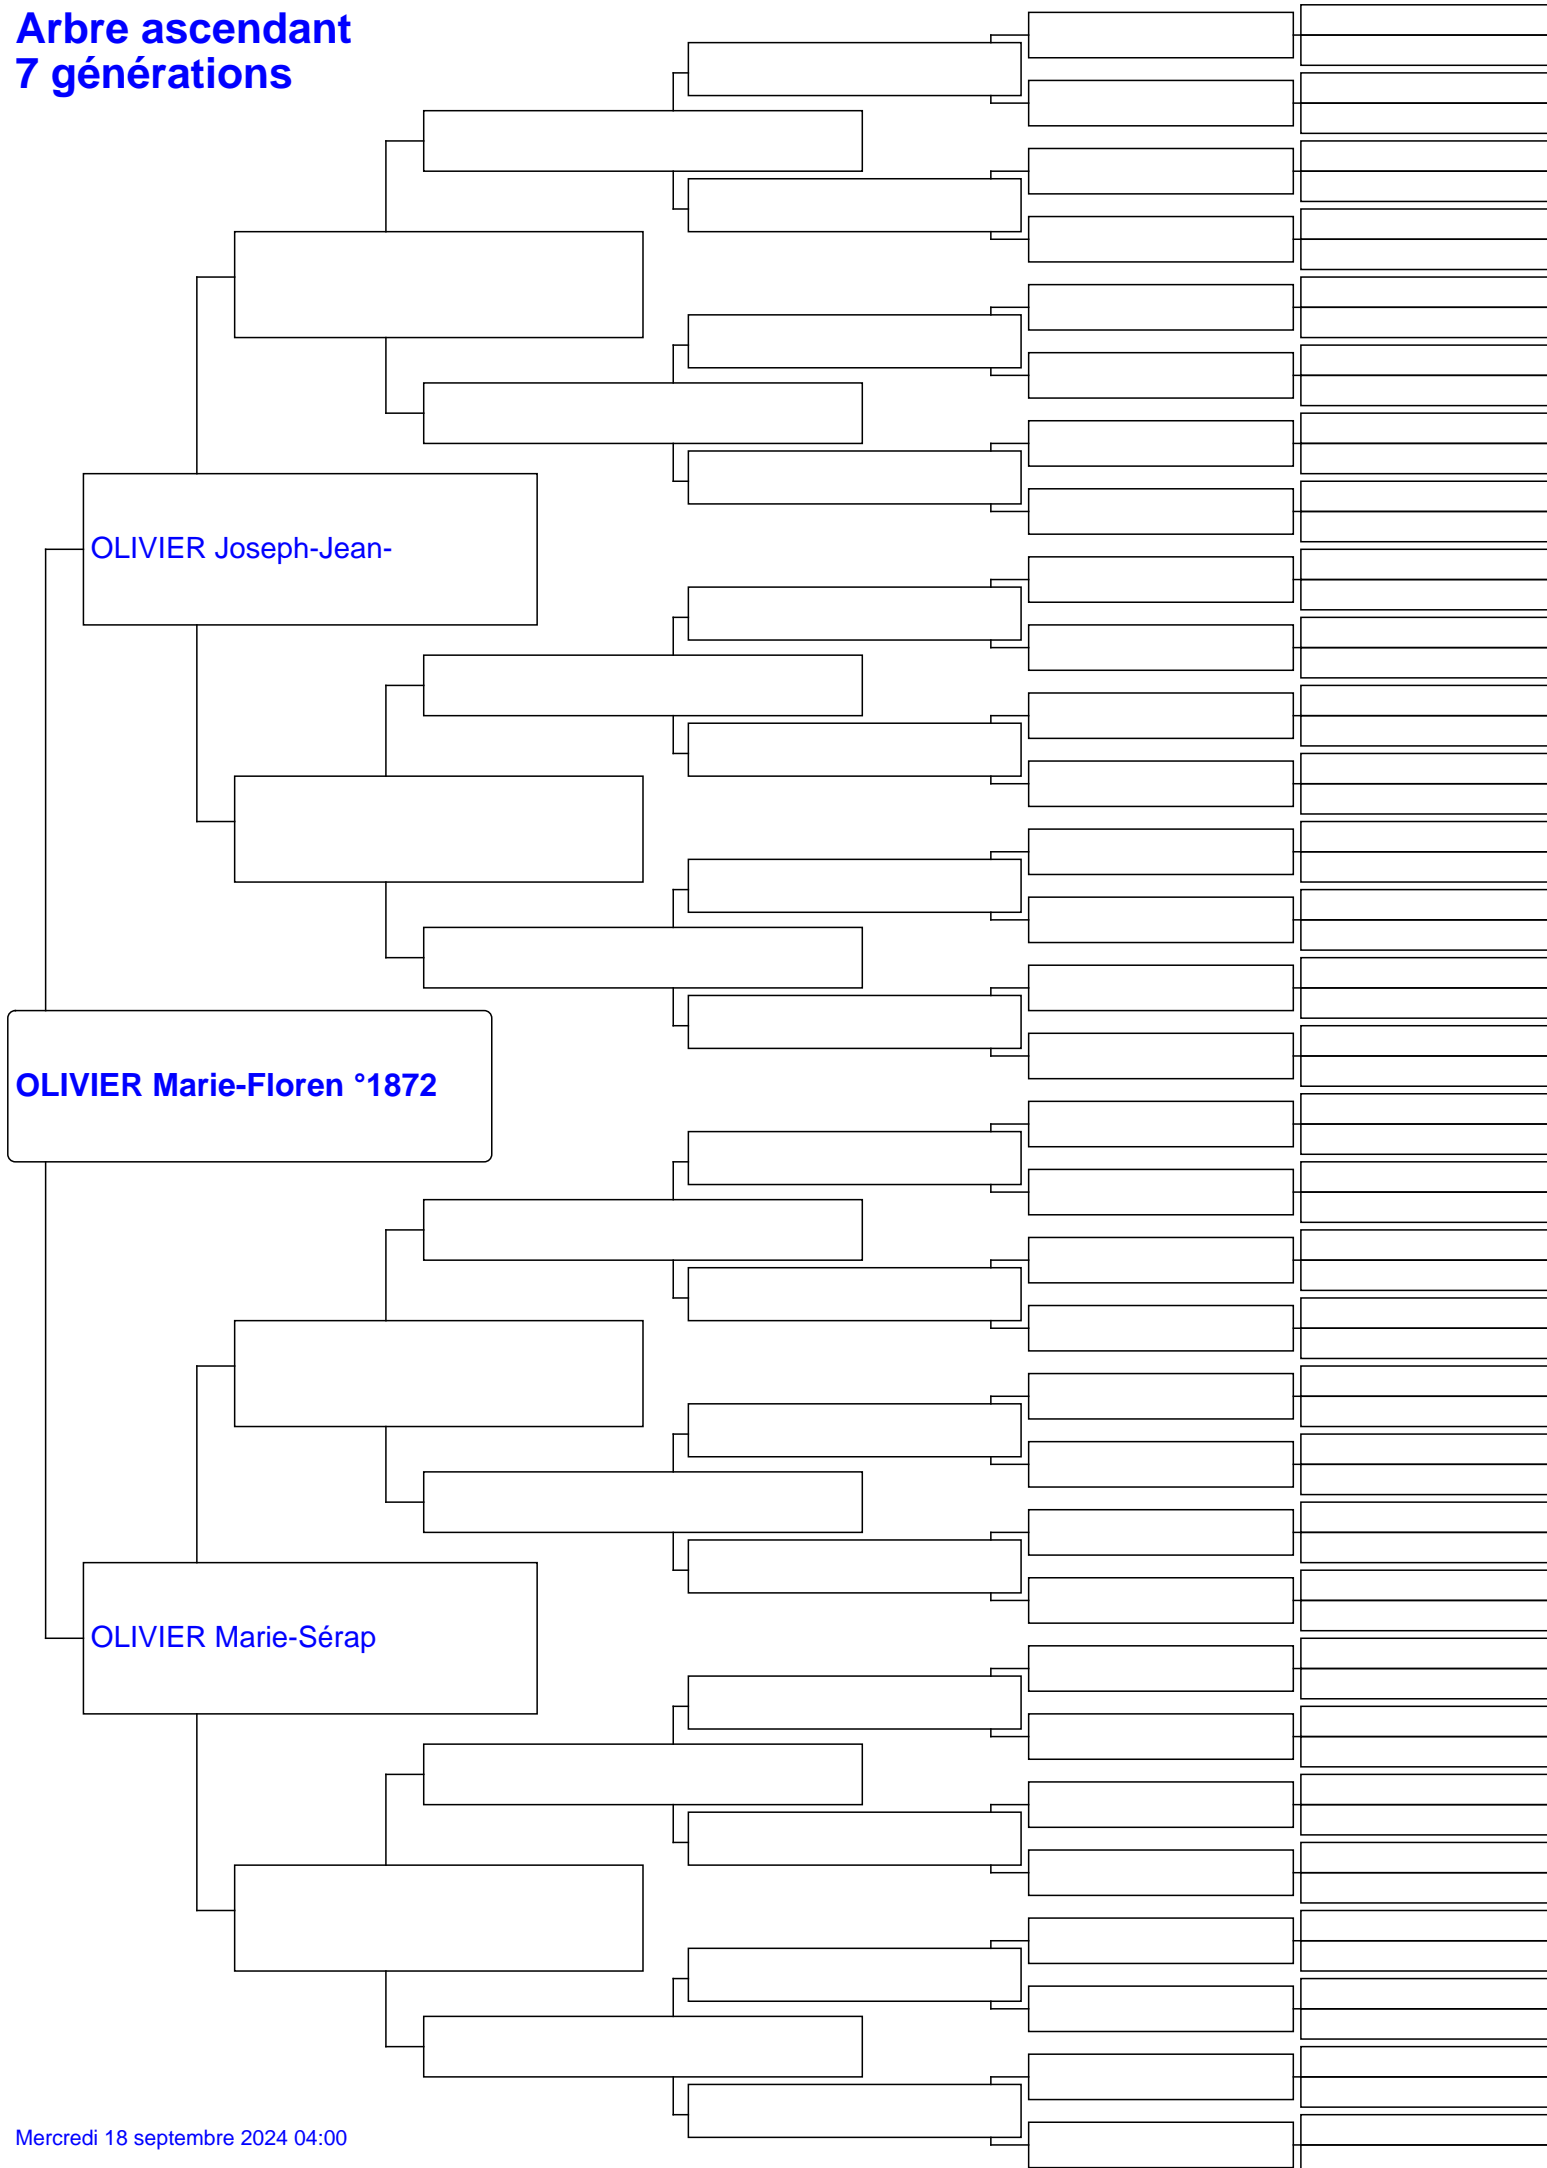 Arbre ascendant
7 générations
OLIVIER Joseph-Jean-
OLIVIER Marie-Floren °1872
OLIVIER Marie-Sérap
Mercredi 18 septembre 2024 04:00